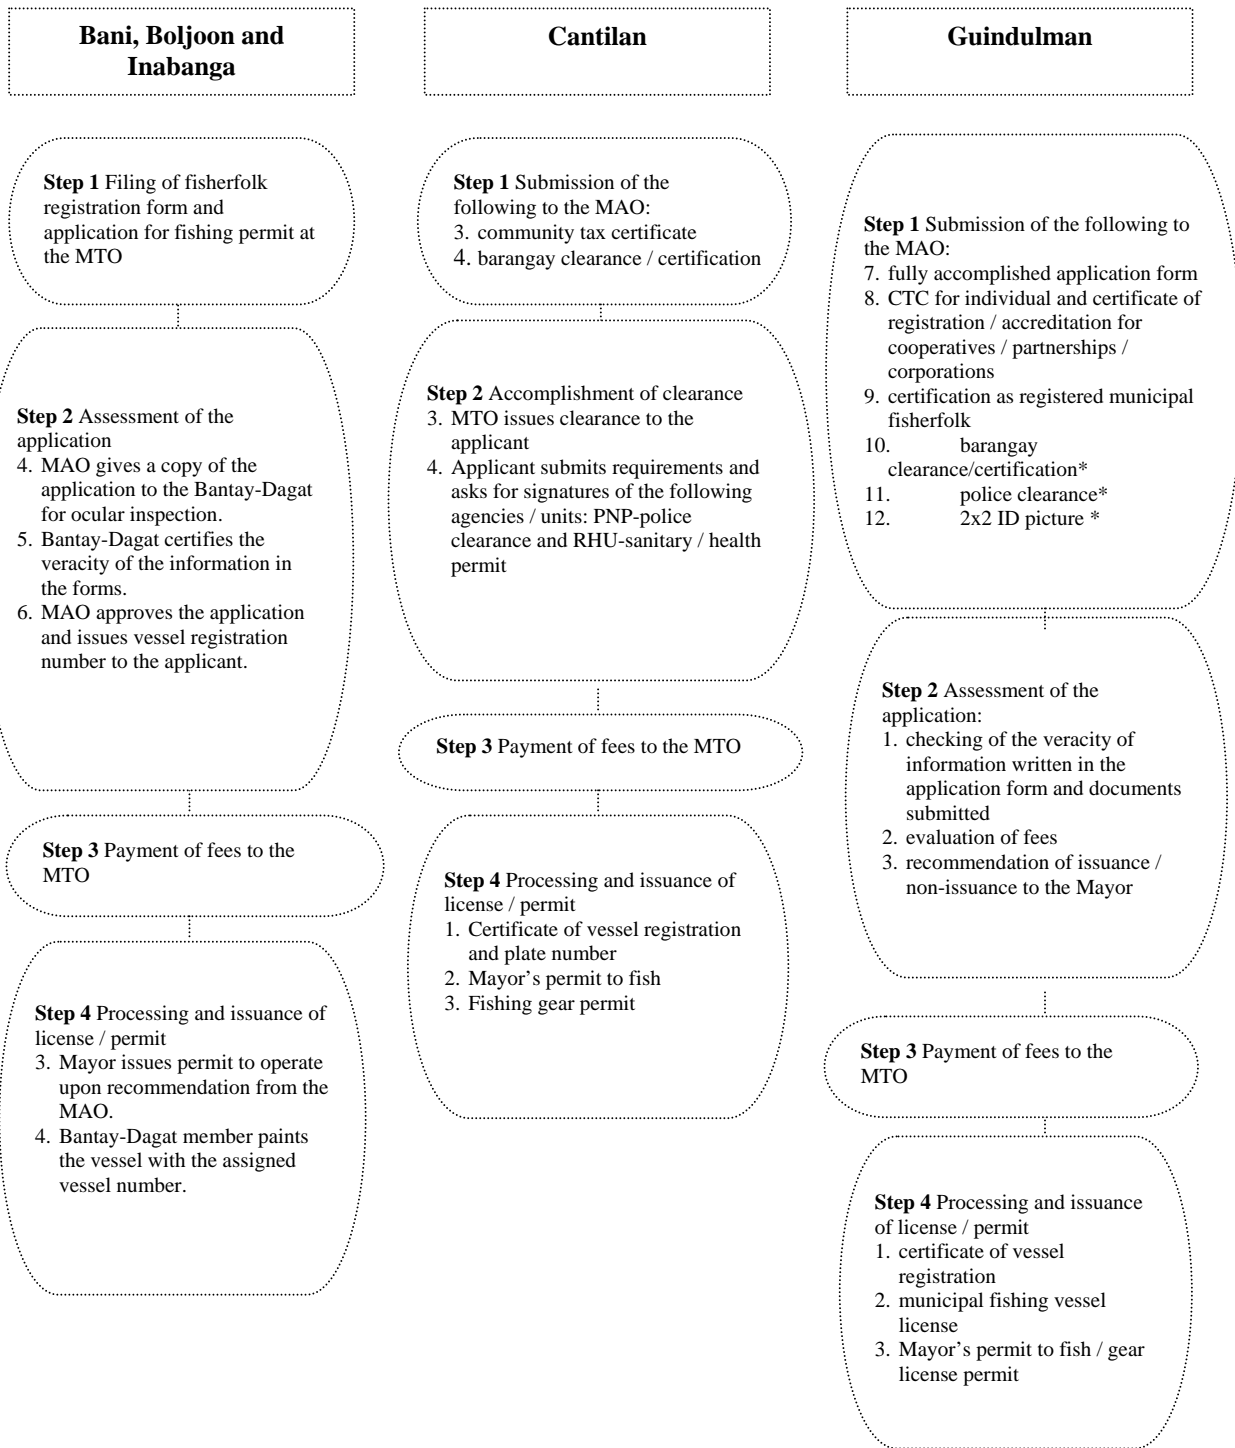 Bani, Boljoon and
Inabanga
Step 1 Filing of fisherfolk
registration form and
application for fishing permit at
the MTO
Step 2 Assessment of the
application
4. MAO gives a copy of the
application to the Bantay-Dagat
for ocular inspection.
5. Bantay-Dagat certifies the
veracity of the information in
the forms.
6. MAO approves the application
and issues vessel registration
number to the applicant.
Step 3 Payment of fees to the
MTO
Step 4 Processing and issuance of
license / permit
3. Mayor issues permit to operate
upon recommendation from the
MAO.
4. Bantay-Dagat member paints
the vessel with the assigned
vessel number.
Cantilan
Step 1 Submission of the
following to the MAO:
3. community tax certificate
4. barangay clearance / certification
Step 2 Accomplishment of clearance
3. MTO issues clearance to the
applicant
4. Applicant submits requirements and
asks for signatures of the following
agencies / units: PNP-police
clearance and RHU-sanitary / health
permit
Step 3 Payment of fees to the MTO
Step 4 Processing and issuance of
license / permit
1. Certificate of vessel registration
and plate number
2. Mayor's permit to fish
3. Fishing gear permit
Guindulman
Step 1 Submission of the following to
the MAO:
7. fully accomplished application form
8. CTC for individual and certificate of
registration / accreditation for
cooperatives / partnerships /
corporations
9. certification as registered municipal
fisherfolk
10. barangay
clearance/certification*
11. police clearance*
12. 2x2 ID picture *
Step 2 Assessment of the
application:
1. checking of the veracity of
information written in the
application form and documents
submitted
2. evaluation of fees
3. recommendation of issuance /
non-issuance to the Mayor
Step 3 Payment of fees to the
MTO
Step 4 Processing and issuance
of license / permit
1. certificate of vessel
registration
2. municipal fishing vessel
license
3. Mayor's permit to fish / gear
license permit